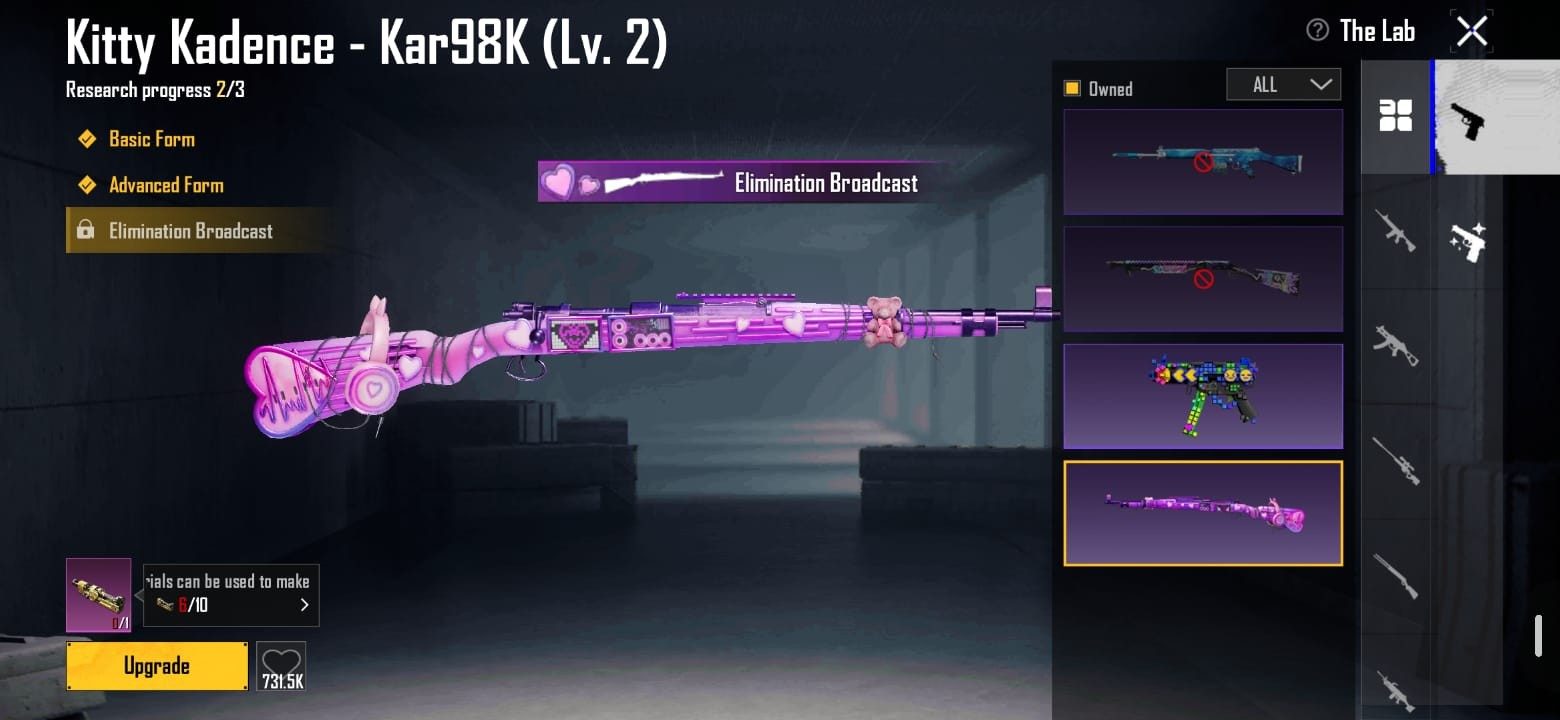 Kitty Kadence - Kar98K (Lv. 2)
Research progress 2/3
Basic Form
Advanced Form
Elimination Broadcast
Elimination Broadcast
The Lab
Owned
ALL
rials can be used to make
6/10
0/1
Upgrade
731.5K